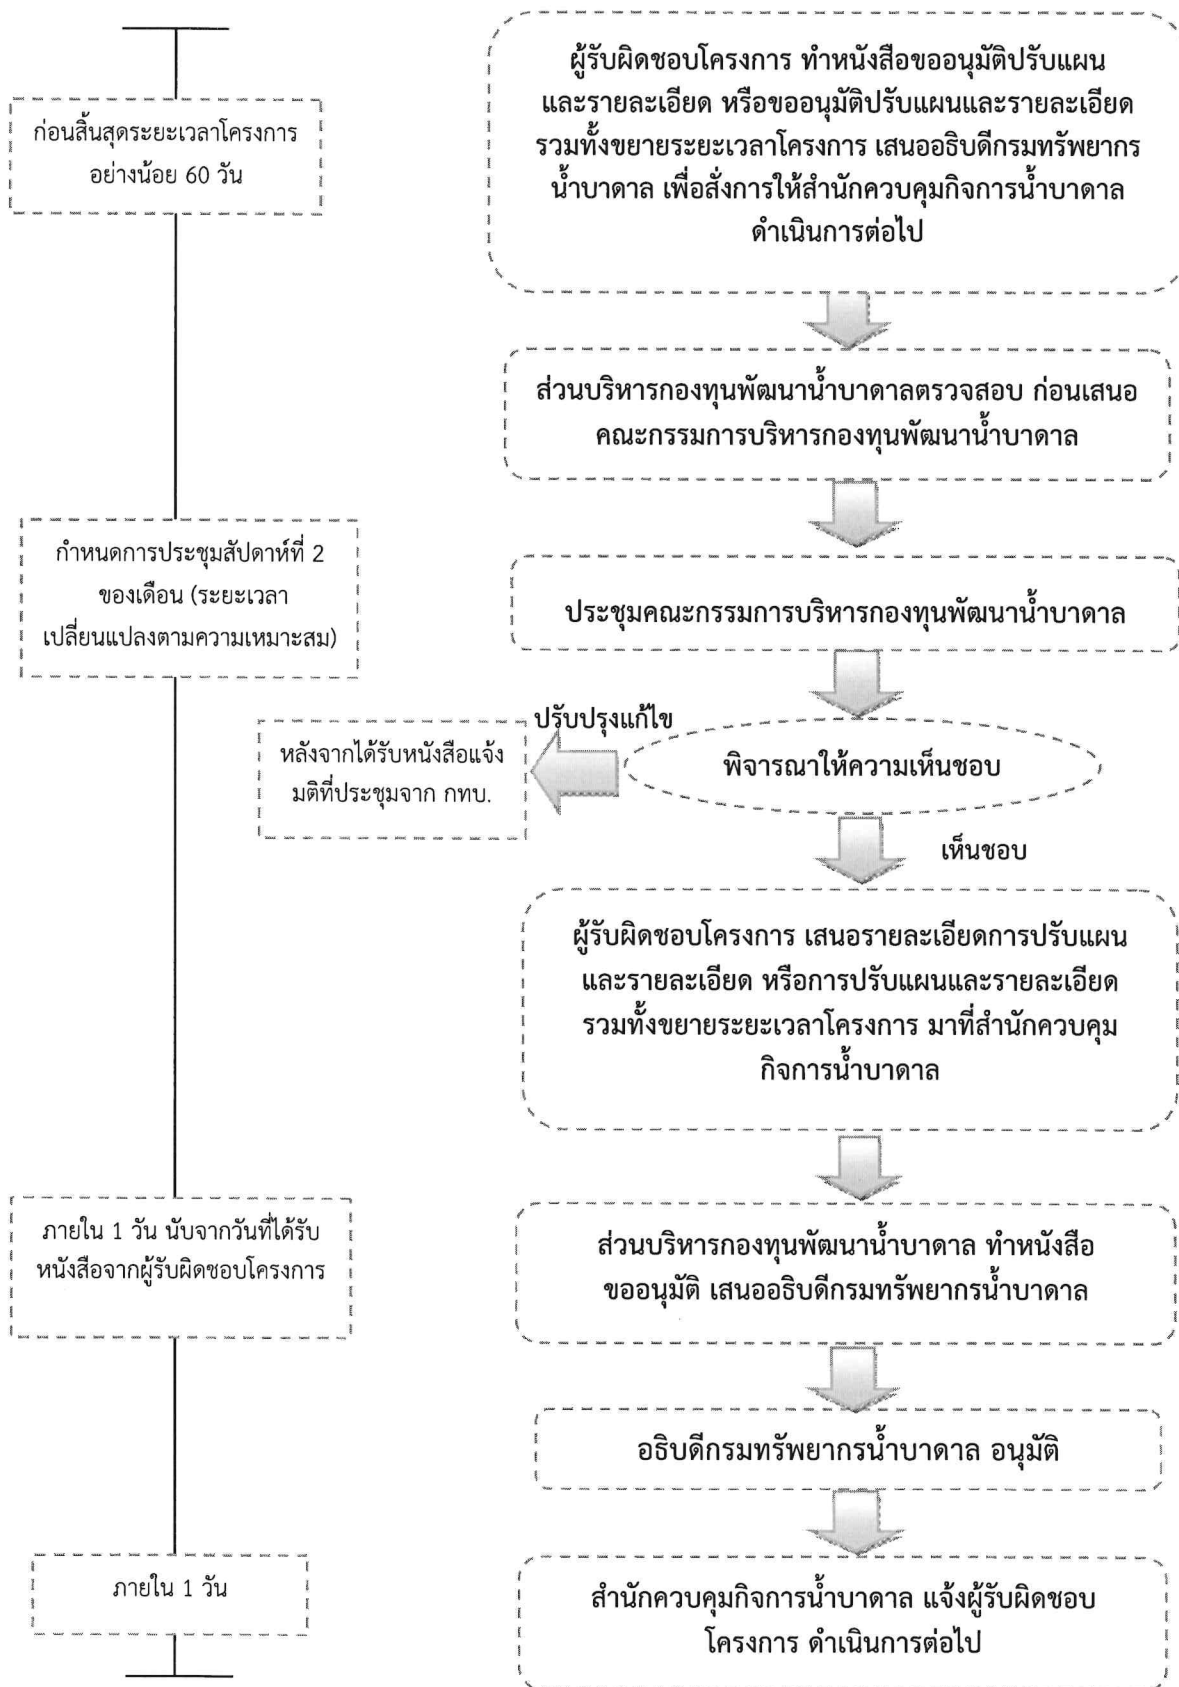 ผู้รับผิดชอบโครงการ ทำหนังสือขออนุมัติปรับแผน
และรายละเอียด หรือขออนุมัติปรับแผนและรายละเอียด
รวมทั้งขยายระยะเวลาโครงการ เสนออธิบดีกรมทรัพยากร
น้ำบาดาล เพื่อสั่งการให้สำนักควบคุมกิจการน้ำบาดาล
ดำเนินการต่อไป
ก่อนสิ้นสุดระยะเวลาโครงการ
อย่างน้อย 60 วัน
ส่วนบริหารกองทุนพัฒนาน้ำบาดาลตรวจสอบ ก่อนเสนอ
คณะกรรมการบริหารกองทุนพัฒนาน้ำบาดาล
กำหนดการประชุมสัปดาห์ที่ 2
ของเดือน (ระยะเวลา
เปลี่ยนแปลงตามความเหมาะสม)
ประชุมคณะกรรมการบริหารกองทุนพัฒนาน้ำบาดาล
ปรับปรุงแก้ไข
พิจารณาให้ความเห็นชอบ
หลังจากได้รับหนังสือแจ้ง
มติที่ประชุมจาก กทบ.
เห็นชอบ
ผู้รับผิดชอบโครงการ เสนอรายละเอียดการปรับแผน
และรายละเอียด หรือการปรับแผนและรายละเอียด
รวมทั้งขยายระยะเวลาโครงการ มาที่สำนักควบคุม
กิจการน้ำบาดาล
ภายใน 1 วัน นับจากวันที่ได้รับ
หนังสือจากผู้รับผิดชอบโครงการ
ส่วนบริหารกองทุนพัฒนาน้ำบาดาล ทำหนังสือ
ขออนุมัติ เสนออธิบดีกรมทรัพยากรน้ำบาดาล
อธิบดีกรมทรัพยากรน้ำบาดาล อนุมัติ
ภายใน 1 วัน
สำนักควบคุมกิจการน้ำบาดาล แจ้งผู้รับผิดชอบ
โครงการ ดำเนินการต่อไป